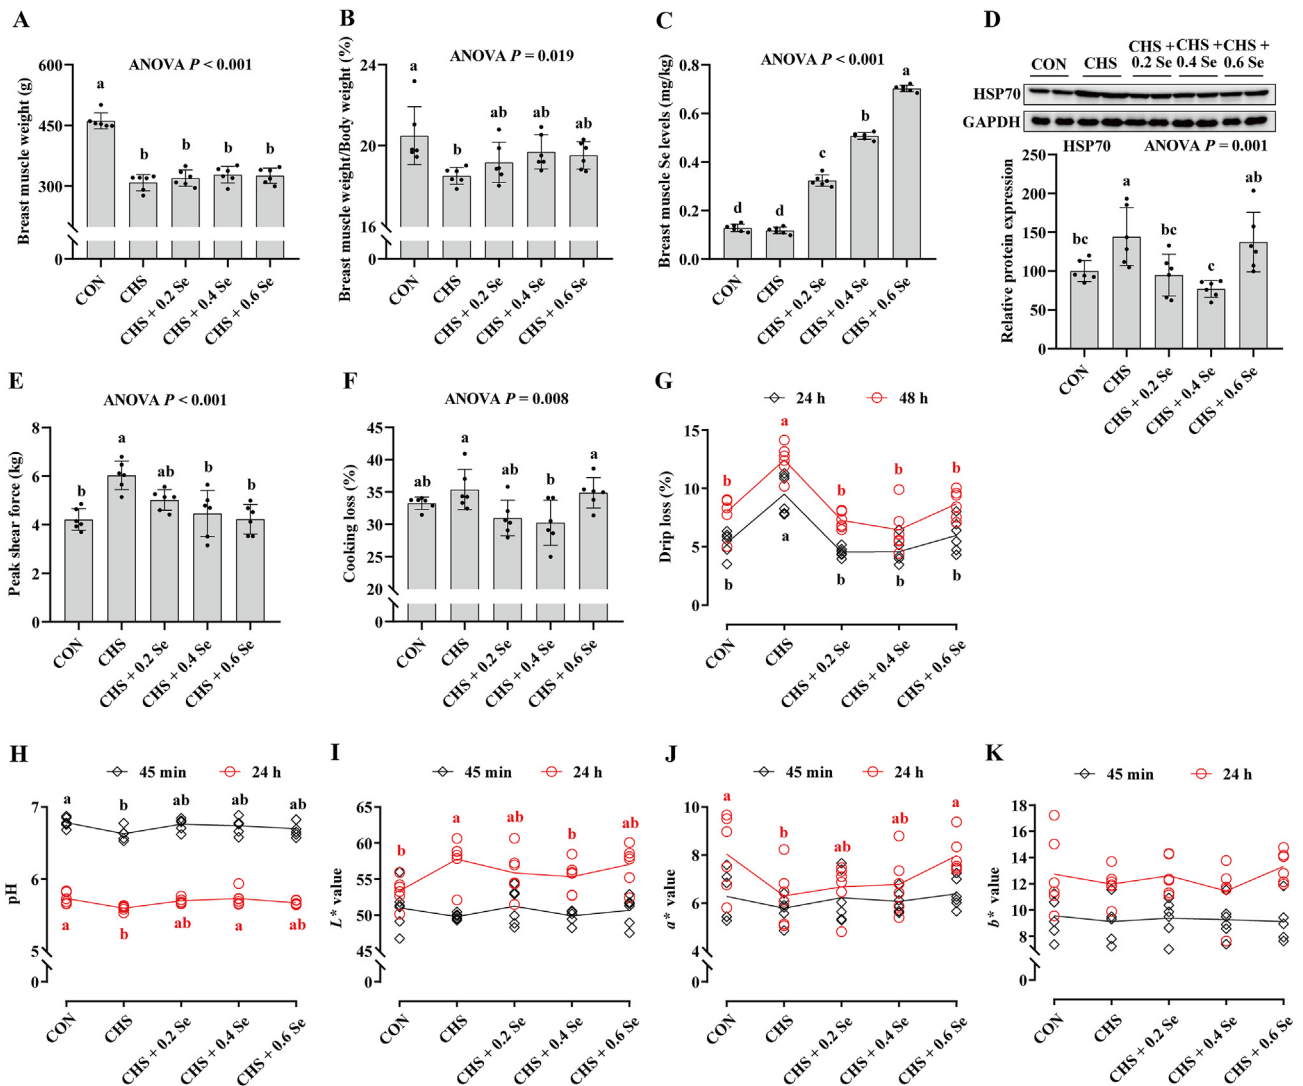 A
ANOVA P < 0.001
Breast muscle weight (g)
600
450
300
0
a
b
b
b
b
CON
CHS
CHS + 0.2 Se
CHS + 0.4 Se
CHS + 0.6 Se
B
ANOVA P = 0.019
Breast muscle weight/Body weight (%)
24
20
16
0
a
b
ab
ab
ab
CON
CHS
CHS + 0.2 Se
CHS + 0.4 Se
CHS + 0.6 Se
C
ANOVA P < 0.001
Breast muscle Se levels (mg/kg)
0.8
0.6
0.4
0.2
0.0
d
d
c
b
a
CON
CHS
CHS + 0.2 Se
CHS + 0.4 Se
CHS + 0.6 Se
D
CON
CHS
CHS + 0.2 Se
CHS + 0.4 Se
CHS + 0.6 Se
HSP70
GAPDH
HSP70
ANOVA P = 0.001
Relative protein expression
250
200
150
100
50
0
bc
a
bc
c
ab
CON
CHS
CHS + 0.2 Se
CHS + 0.4 Se
CHS + 0.6 Se
E
ANOVA P < 0.001
Peak shear force (kg)
8
6
4
2
0
b
a
ab
b
b
CON
CHS
CHS + 0.2 Se
CHS + 0.4 Se
CHS + 0.6 Se
F
ANOVA P = 0.008
Cooking loss (%)
45
40
35
30
25
20
0
ab
a
ab
b
a
CON
CHS
CHS + 0.2 Se
CHS + 0.4 Se
CHS + 0.6 Se
G
24 h
48 h
Drip loss (%)
15
10
5
0
b
a
b
b
b
b
a
b
b
b
CON
CHS
CHS + 0.2 Se
CHS + 0.4 Se
CHS + 0.6 Se
H
45 min
24 h
pH
7
6
5
0
a
b
ab
ab
ab
a
b
ab
a
ab
CON
CHS
CHS + 0.2 Se
CHS + 0.4 Se
CHS + 0.6 Se
I
45 min
24 h
L* value
65
60
55
50
45
0
b
a
ab
b
ab
CON
CHS
CHS + 0.2 Se
CHS + 0.4 Se
CHS + 0.6 Se
J
45 min
24 h
a* value
10
8
6
4
0
a
b
ab
ab
a
CON
CHS
CHS + 0.2 Se
CHS + 0.4 Se
CHS + 0.6 Se
K
45 min
24 h
b* value
18
16
14
12
10
8
0
CON
CHS
CHS + 0.2 Se
CHS + 0.4 Se
CHS + 0.6 Se